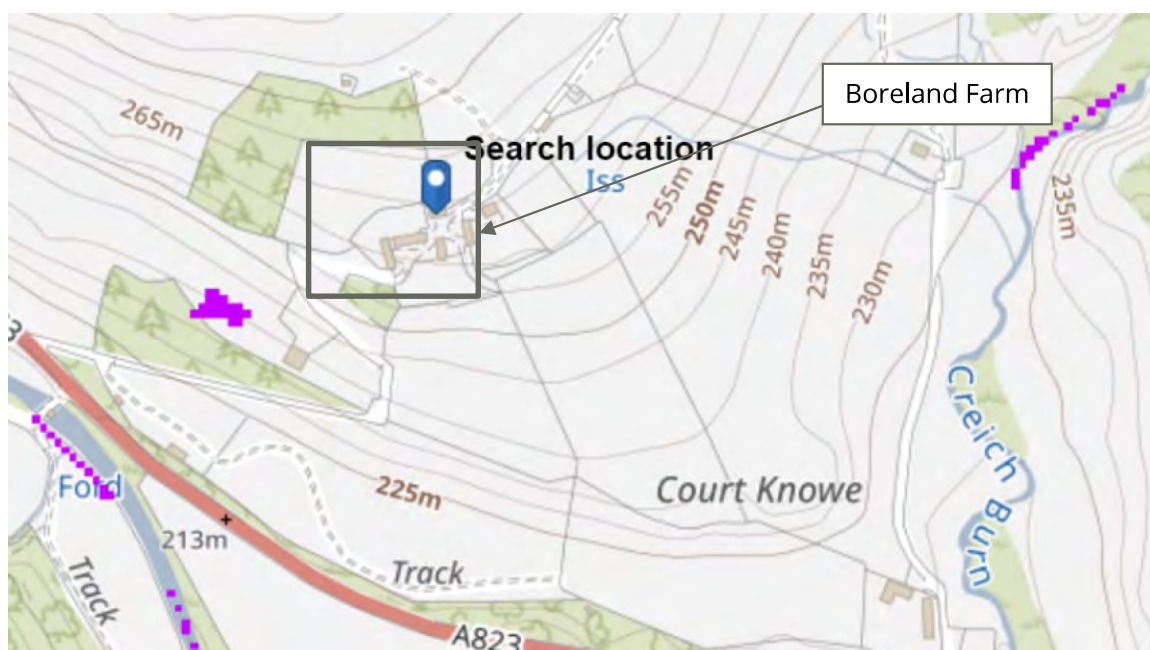 Boreland Farm
265m
Search location
Iss
255m
250m
245m
240m
235m
230m
235m
3
Creich Burn
Ford
225m
Court Knowe
213m
Track
Track
A823